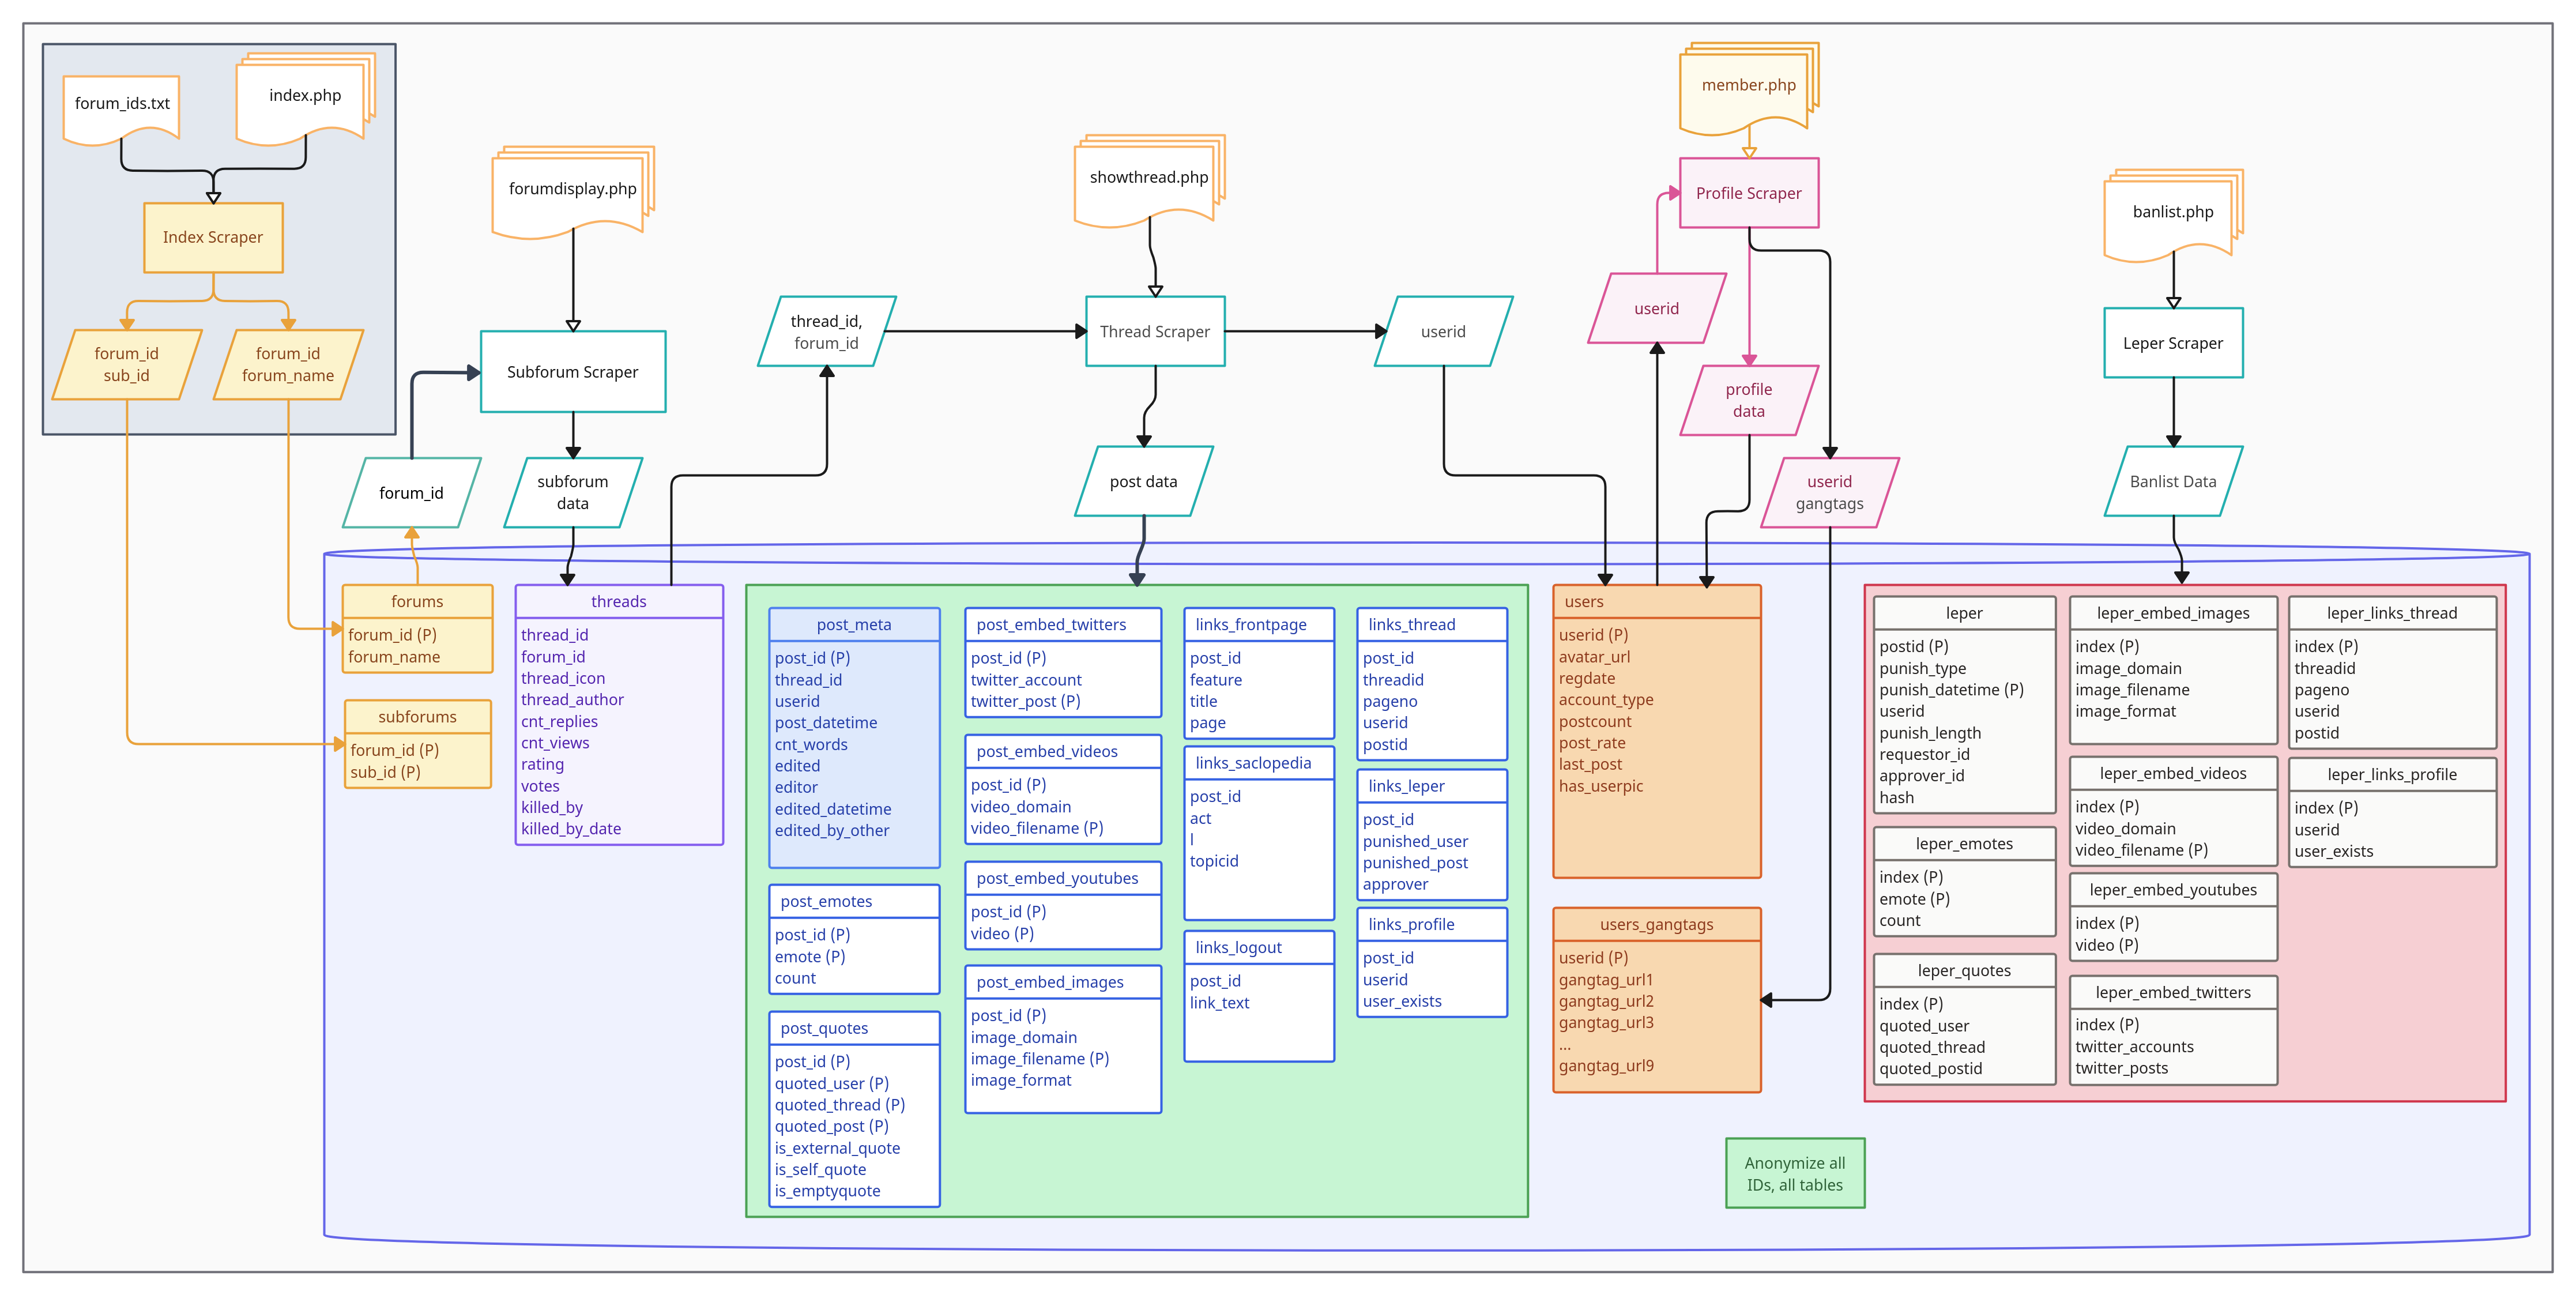 forum_ids.txt
index.php
Index Scraper
forum_id
sub_id
forum_id
forum_name
forum_id
forumdisplay.php
Subforum Scraper
subforum
data
thread_id,
forum_id
showthread.php
Thread Scraper
post data
userid
member.php
Profile Scraper
userid
profile
data
userid
gangtags
banlist.php
Leper Scraper
Banlist Data
forums
forum_id (P)
forum_name
subforums
forum_id (P)
sub_id (P)
threads
thread_id
forum_id
thread_icon
thread_author
cnt_replies
cnt_views
rating
votes
killed_by
killed_by_date
post_meta
post_id (P)
thread_id
userid
post_datetime
cnt_words
edited
editor
edited_datetime
edited_by_other
post_emotes
post_id (P)
emote (P)
count
post_quotes
post_id (P)
quoted_user (P)
quoted_thread (P)
quoted_post (P)
is_external_quote
is_self_quote
is_emptyquote
post_embed_twitters
post_id (P)
twitter_account
twitter_post (P)
post_embed_videos
post_id (P)
video_domain
video_filename (P)
post_embed_youtubes
post_id (P)
video (P)
post_embed_images
post_id (P)
image_domain
image_filename (P)
image_format
links_frontpage
post_id
feature
title
page
links_saclopedia
post_id
act
l
topicid
links_logout
post_id
link_text
links_thread
post_id
threadid
pageno
userid
postid
links_leper
post_id
punished_user
punished_post
approver
links_profile
post_id
userid
user_exists
users
userid (P)
avatar_url
regdate
account_type
postcount
post_rate
last_post
has_userpic
users_gangtags
userid (P)
gangtag_url1
gangtag_url2
gangtag_url3
...
gangtag_url9
leper
postid (P)
punish_type
punish_datetime (P)
userid
punish_length
requestor_id
approver_id
hash
leper_emotes
index (P)
emote (P)
count
leper_quotes
index (P)
quoted_user
quoted_thread
quoted_postid
leper_embed_images
index (P)
image_domain
image_filename
image_format
leper_embed_videos
index (P)
video_domain
video_filename (P)
leper_embed_youtubes
index (P)
video (P)
leper_embed_twitters
index (P)
twitter_accounts
twitter_posts
leper_links_thread
index (P)
threadid
pageno
userid
postid
leper_links_profile
index (P)
userid
user_exists
Anonymize all
IDs, all tables